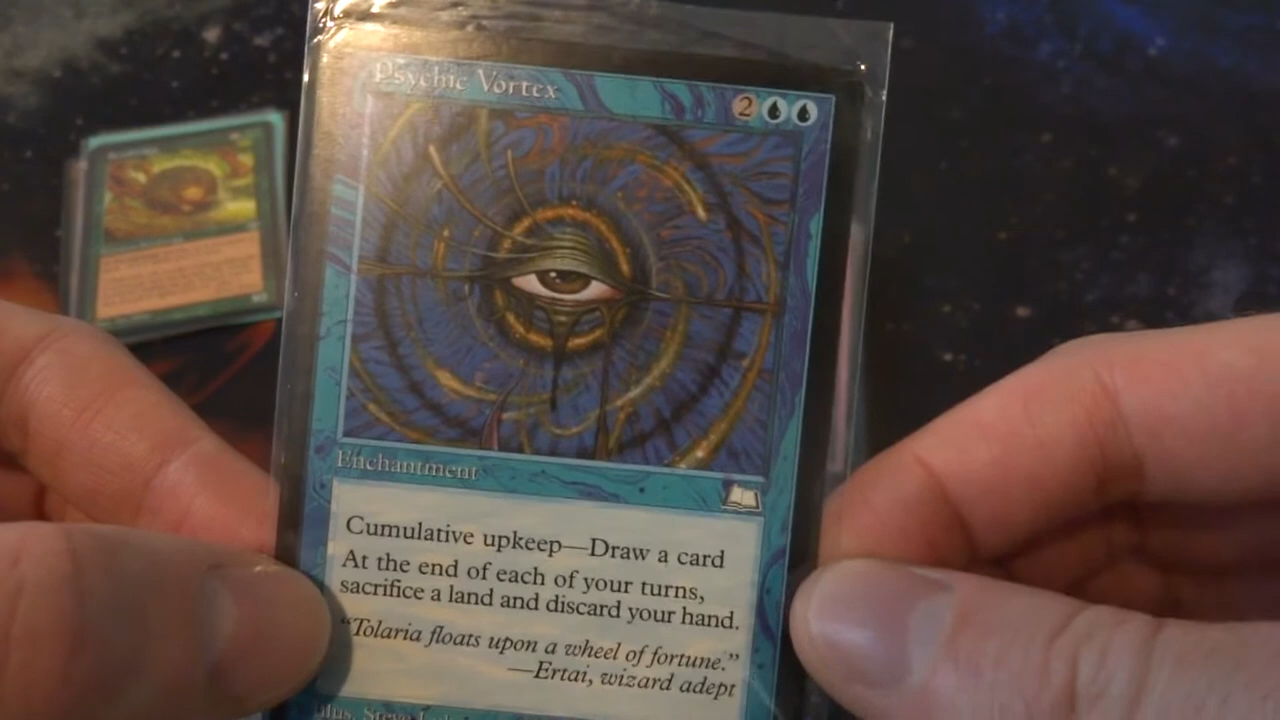 Psychic Vortex
2
Enchantment
Cumulative upkeep—Draw a card
At the end of each of your turns,
sacrifice a land and discard your hand.
“Tolaria floats upon a wheel of fortune.”
—Ertai, wizard adept